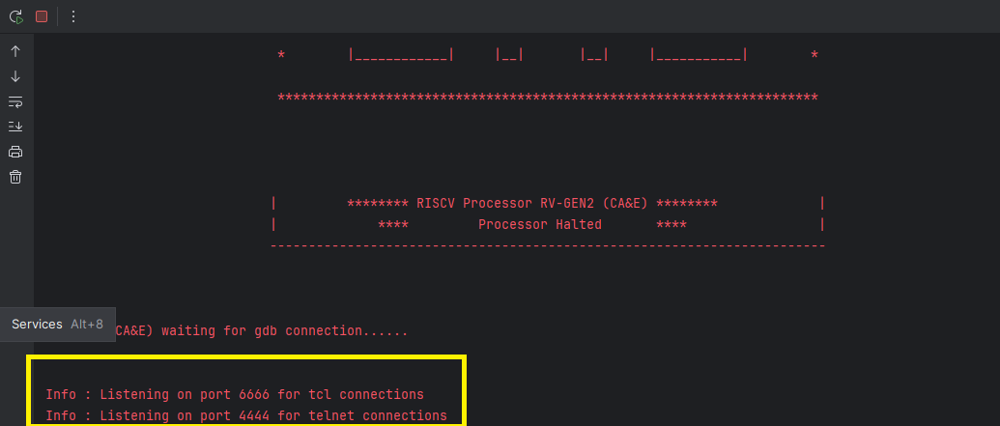 * |____________| |__| |__| |___________| *
**********************************************************************
| ******** RISCV Processor RV-GEN2 (CA&E) ******** |
| **** Processor Halted **** |
------------------------------------------------------------------------
Services Alt+8
CA&E) waiting for gdb connection......
Info : Listening on port 6666 for tcl connections
Info : Listening on port 4444 for telnet connections